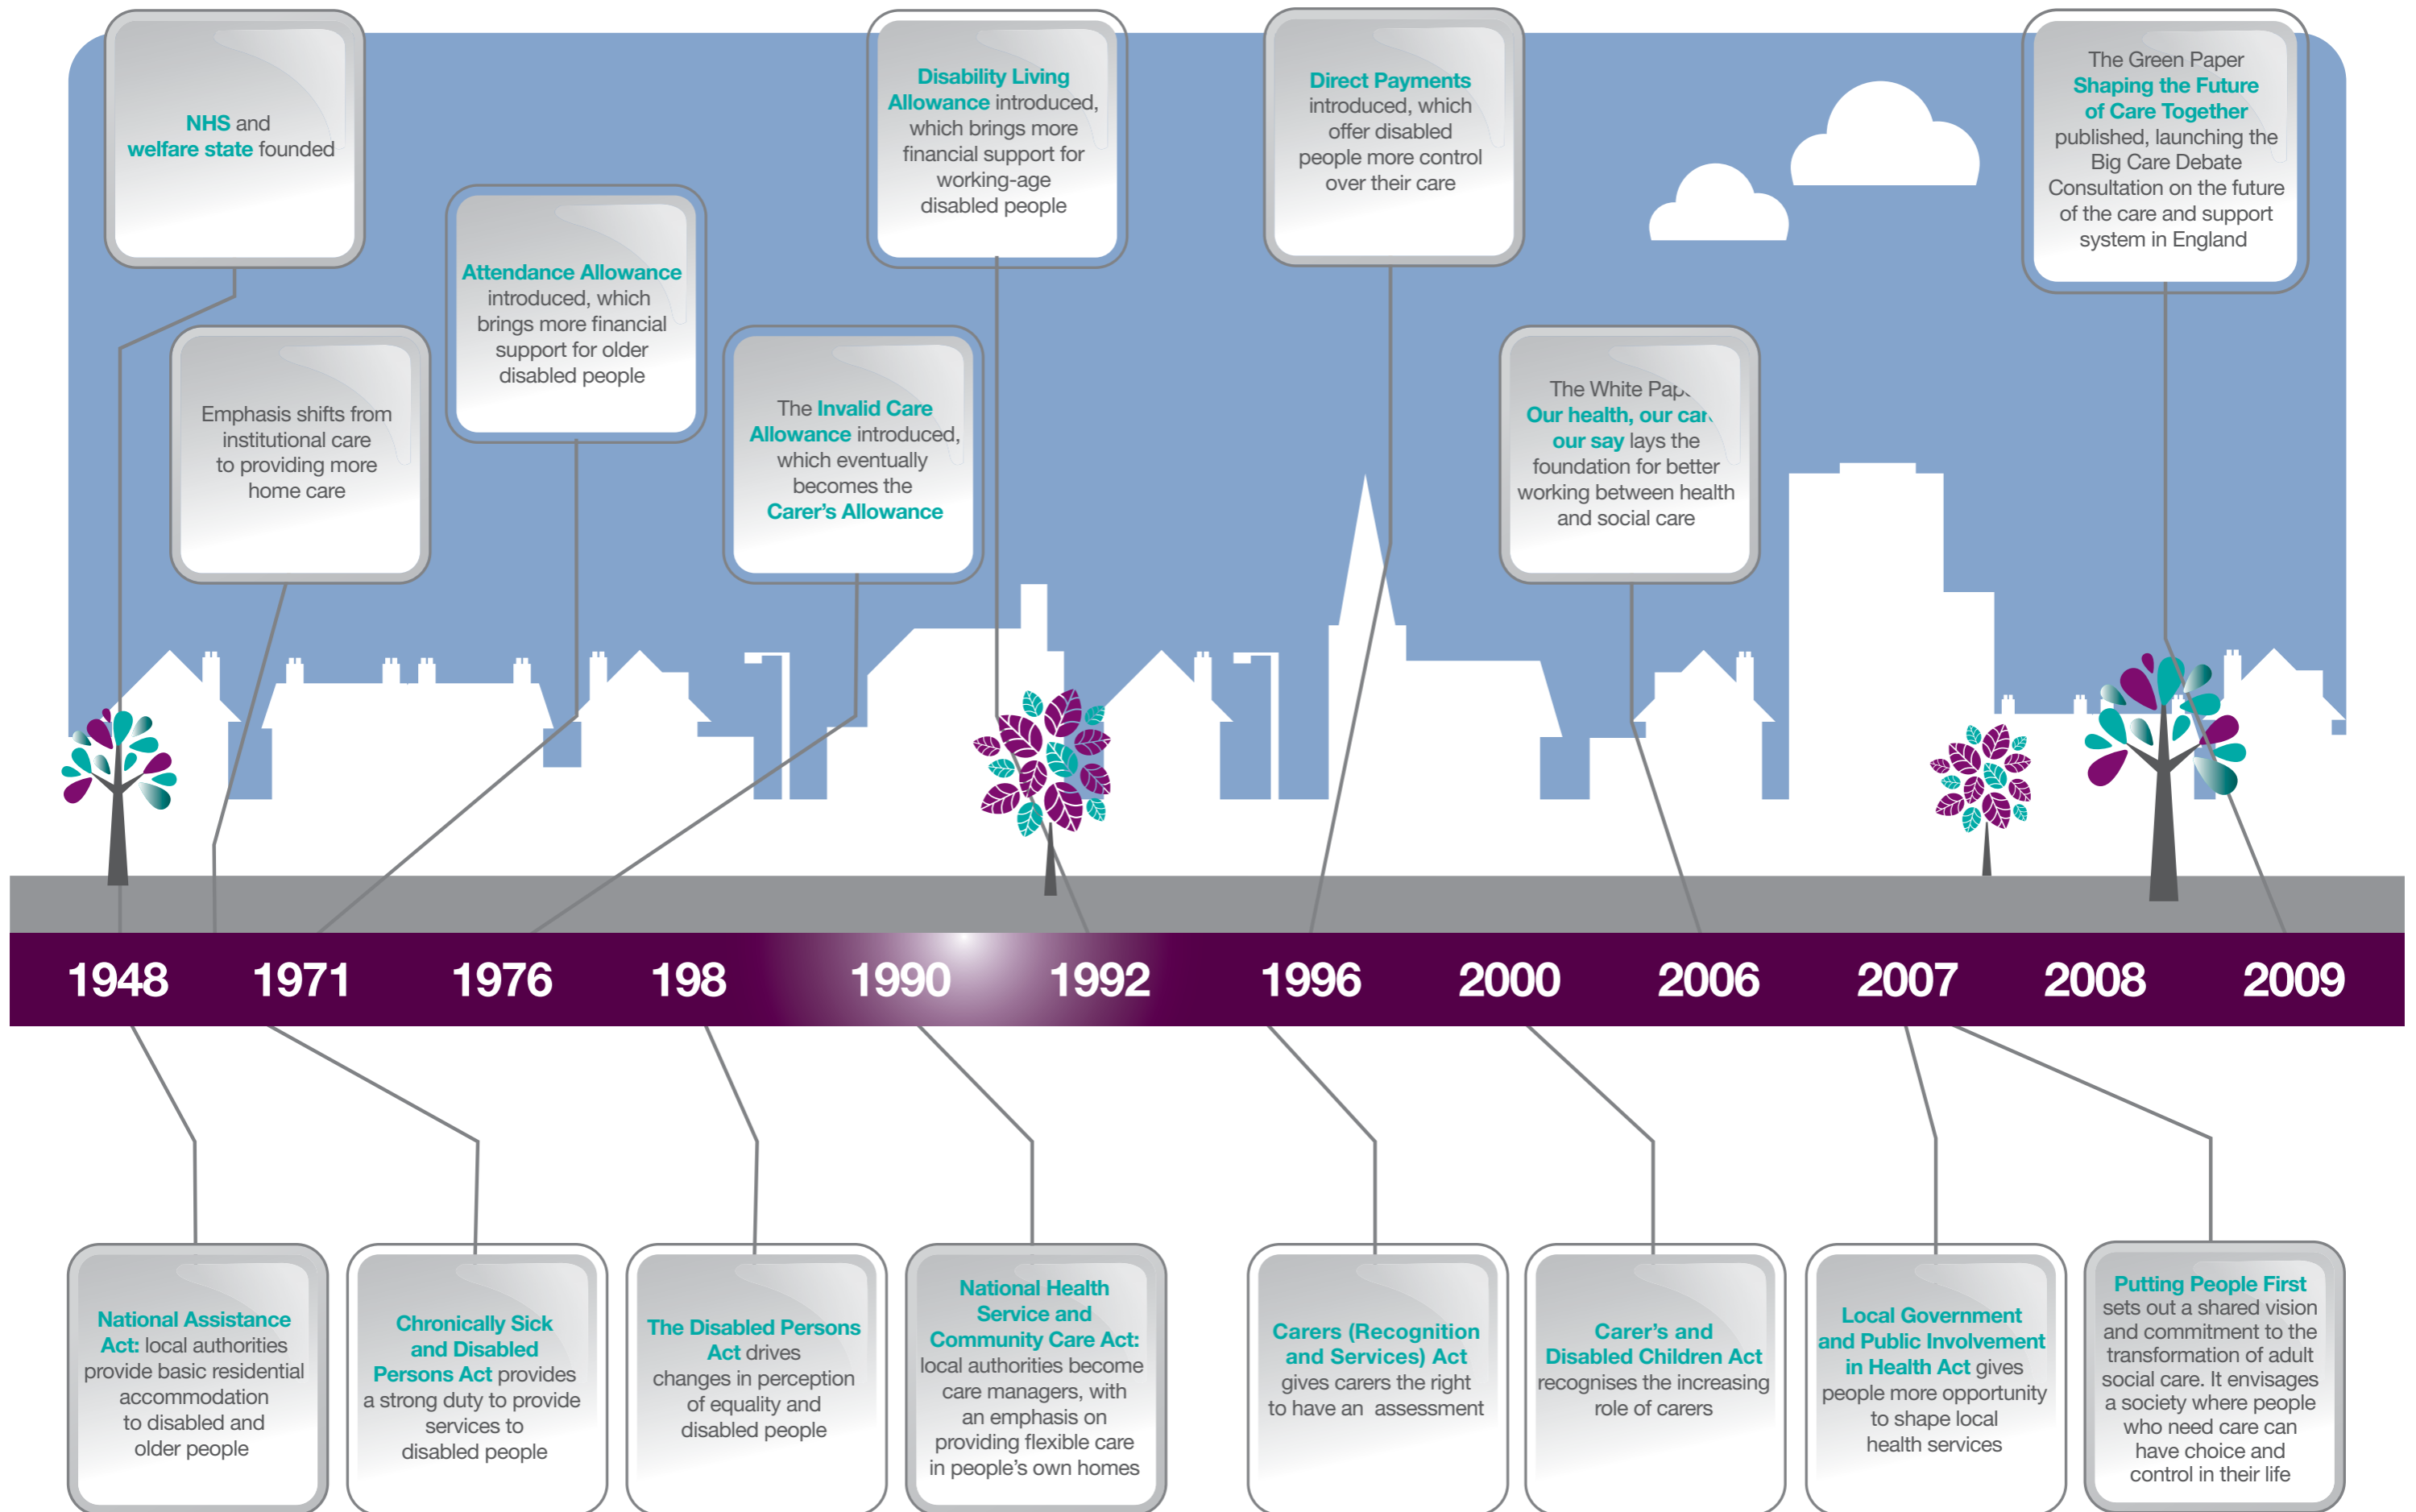 NHS and
welfare state founded
Emphasis shifts from
institutional care
to providing more
home care
Attendance Allowance
introduced, which
brings more financial
support for older
disabled people
The Invalid Care
Allowance introduced,
which eventually
becomes the
Carer's Allowance
Disability Living
Allowance introduced,
which brings more
financial support for
working-age
disabled people
Direct Payments
introduced, which
offer disabled
people more control
over their care
The White Pap
Our health, our car
our say lays the
foundation for better
working between health
and social care
The Green Paper
Shaping the Future
of Care Together
published, launching the
Big Care Debate
Consultation on the future
of the care and support
system in England
1948 1971 1976 198 1990 1992 1996 2000 2006 2007 2008 2009
National Assistance
Act: local authorities
provide basic residential
accommodation
to disabled and
older people
Chronically Sick
and Disabled
Persons Act provides
a strong duty to provide
services to
disabled people
The Disabled Persons
Act drives
changes in perception
of equality and
disabled people
National Health
Service and
Community Care Act:
local authorities become
care managers, with
an emphasis on
providing flexible care
in people's own homes
Carers (Recognition
and Services) Act
gives carers the right
to have an assessment
Carer's and
Disabled Children Act
recognises the increasing
role of carers
Local Government
and Public Involvement
in Health Act gives
people more opportunity
to shape local
health services
Putting People First
sets out a shared vision
and commitment to the
transformation of adult
social care. It envisages
a society where people
who need care can
have choice and
control in their life